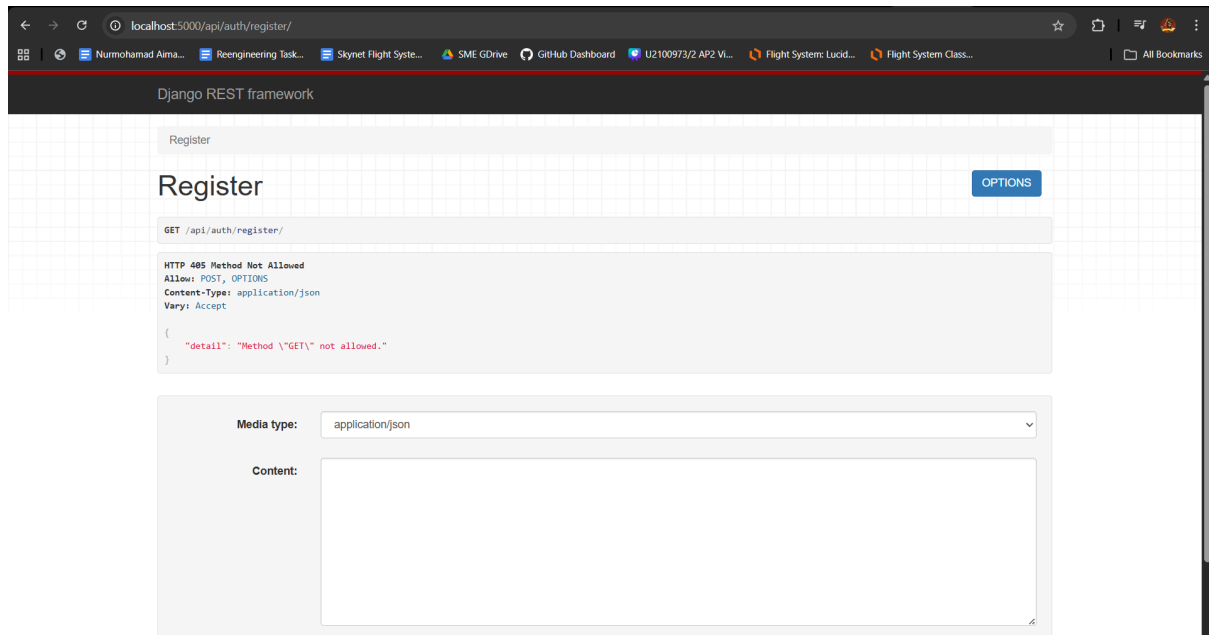 localhost:5000/api/auth/register/
Nurmohamad Aima... Reengineering Task... Skynet Flight Syste... SME GDrive GitHub Dashboard U2100973/2 AP2 Vi... Flight System: Lucid... Flight System Class... All Bookmarks
Django REST framework
Register
Register
OPTIONS
GET /api/auth/register/
HTTP 405 Method Not Allowed
Allow: POST, OPTIONS
Content-Type: application/json
Vary: Accept
{
"detail": "Method \"GET\" not allowed."
}
Media type: application/json
Content: